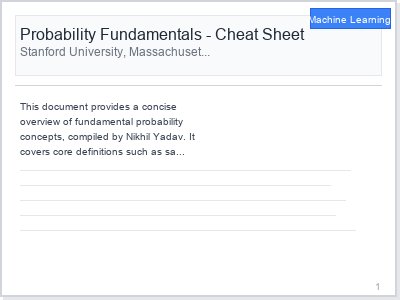 Machine Learning
Probability Fundamentals - Cheat Sheet
Stanford University, Massachuset...
This document provides a concise
overview of fundamental probability
concepts, compiled by Nikhil Yadav. It
covers core definitions such as sa...
1